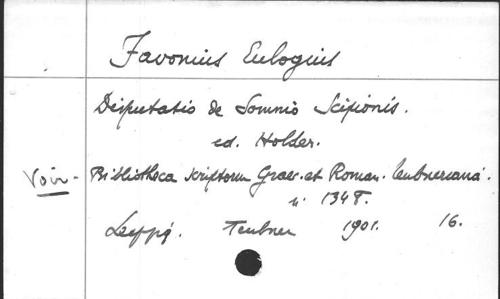 Favonius Eulogius
Disputatio de Somnio Scipionis.
ed. Holder.
Voir - Bibliotheca scriptorum Graec. et Roman. Teubneriana.
n: 1348.
Leipzig. Teubner 1901. 16.